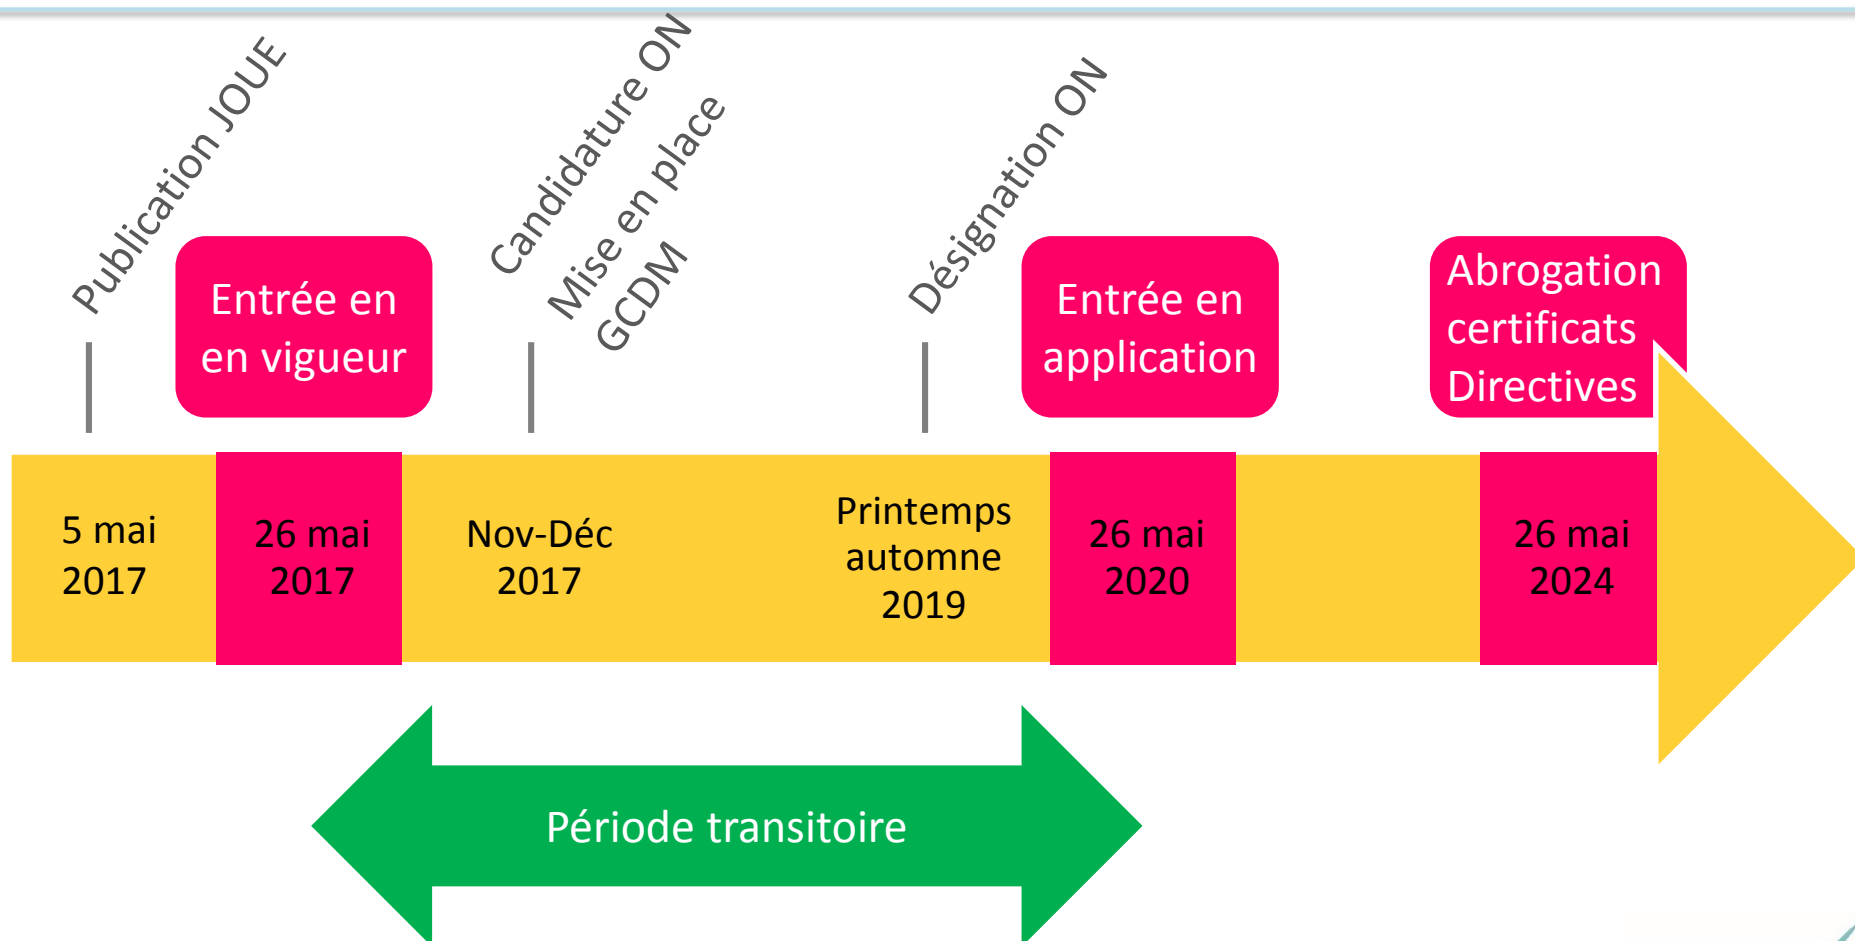 Publication JOUE
Candidature ON
Mise en place
GCDM
Désignation ON
Entrée en
en vigueur
Entrée en
application
Abrogation
certificats
Directives
5 mai
2017
26 mai
2017
Nov-Déc
2017
Printemps
automne
2019
26 mai
2020
26 mai
2024
Période transitoire